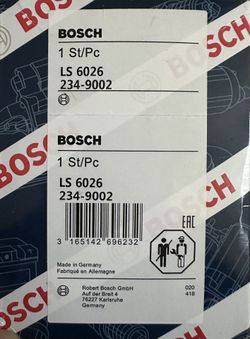 BOSCH
1 St/Pc
LS 6026
234-9002
BOSCH
1 St/Pc
LS 6026
234-9002
3 165142 696232
EAC
Made in Germany
Fabriqué en Allemagne
Robert Bosch GmbH
Auf der Breit 4
76227 Karlsruhe
Germany
020
418
BOSCH
BOSCH
BOSCH